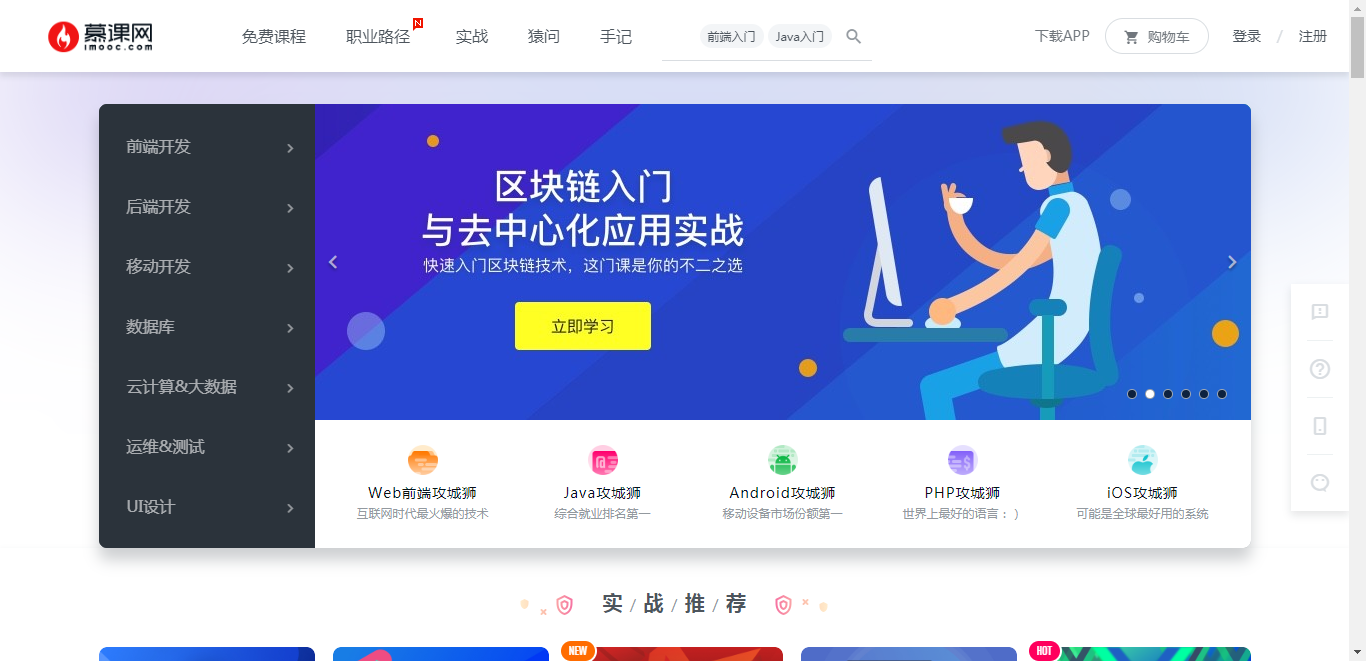 慕课网
imooc.com
免费课程
职业路径
N
实战
猿问
手记
前端入门
Java入门
下载APP
购物车
登录 / 注册
前端开发
后端开发
移动开发
数据库
云计算&大数据
运维&测试
UI设计
区块链入门
与去中心化应用实战
快速入门区块链技术，这门课是你的不二之选
立即学习
Web前端攻城狮
互联网时代最火爆的技术
Java攻城狮
综合就业排名第一
Android攻城狮
移动设备市场份额第一
PHP攻城狮
世界上最好的语言：）
iOS攻城狮
可能是全球最好用的系统
实 / 战 / 推 / 荐
NEW
HOT